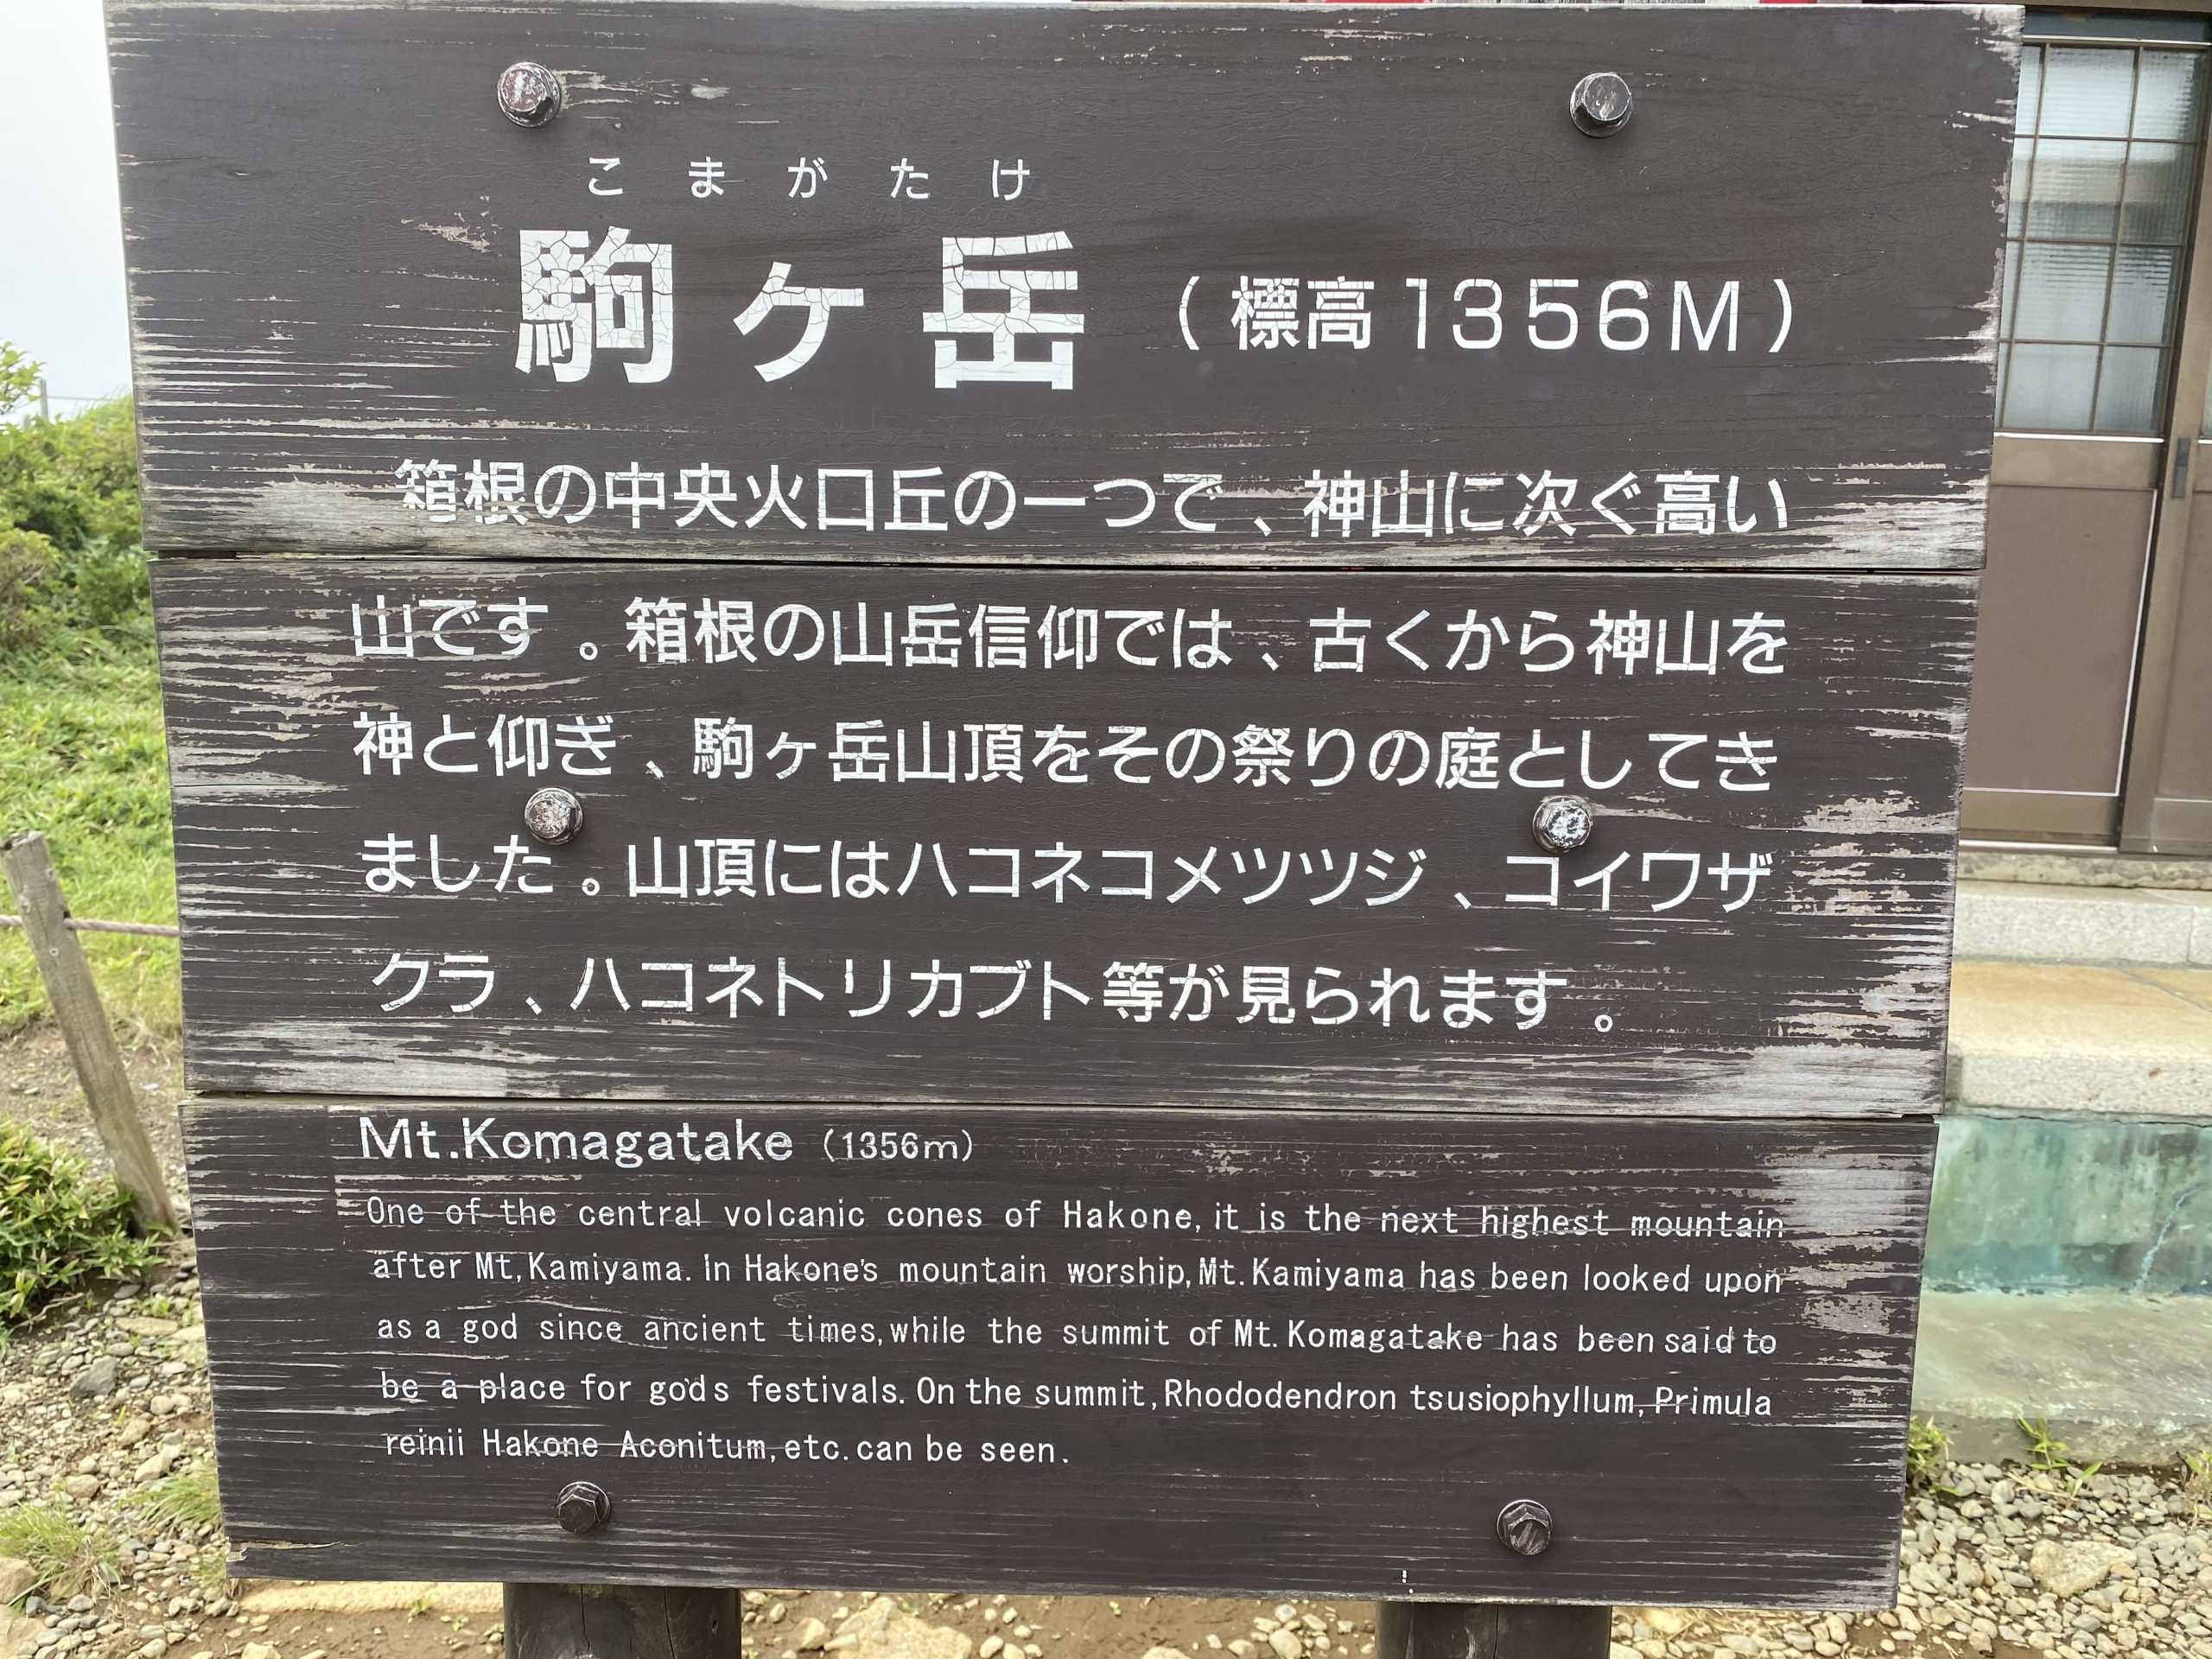 こまがたけ
駒ヶ岳（標高1356M）
箱根の中央火口丘の一つで、神山に次ぐ高い
山です。箱根の山岳信仰では、古くから神山を
神と仰ぎ、駒ヶ岳山頂をその祭りの庭としてき
ました。山頂にはハコネコメツツジ、コイワザ
クラ、ハコネトリカブト等が見られます。
Mt.Komagatake (1356m)
One of the central volcanic cones of Hakone, it is the next highest mountain
after Mt,Kamiyama. In Hakone's mountain worship, Mt. Kamiyama has been looked upon
as a god since ancient times, while the summit of Mt. Komagatake has been said to
be a place for god's festivals. On the summit, Rhododendron tsusiophyllum, Primula
reinii Hakone Aconitum, etc. can be seen.